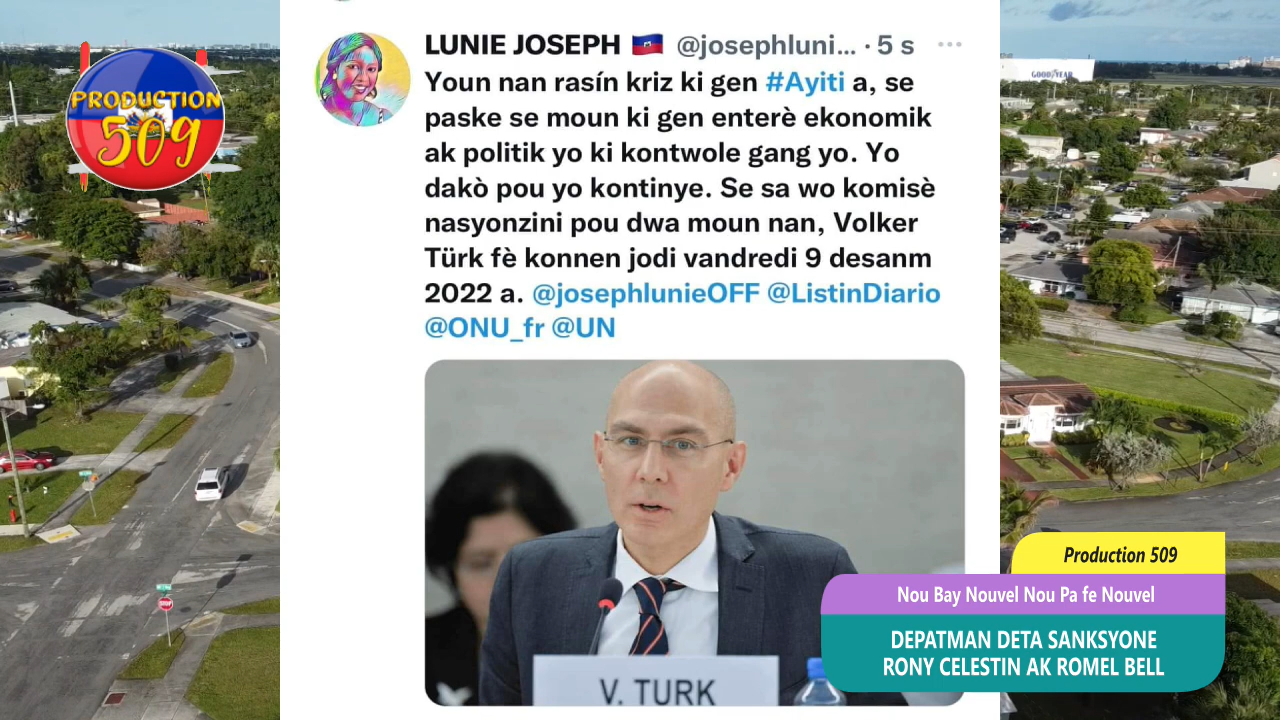 PRODUCTION
509
LUNIE JOSEPH 🇭🇹 @josephluni... · 5 s
Youn nan rasín kriz ki gen #Ayiti a, se
paske se moun ki gen enterè ekonomik
ak politik yo ki kontwole gang yo. Yo
dakò pou yo kontinye. Se sa wo komisè
nasyonzini pou dwa moun nan, Volker
Türk fè konnen jodi vandredi 9 desanm
2022 a. @josephlunieOFF @ListinDiario
@ONU_fr @UN
GOODYEAR
V. TURK
Production 509
Nou Bay Nouvel Nou Pa fe Nouvel
DEPATMAN DETA SANKSYONE
RONY CELESTIN AK ROMEL BELL